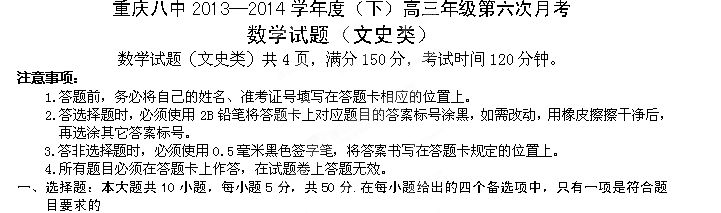 重庆八中 2013—2014 学年度（下）高三年级第六次月考
数学试题（文史类）
数学试题（文史类）共 4 页，满分 150 分，考试时间 120 分钟。
注意事项：
1.答题前，务必将自己的姓名、准考证号填写在答题卡相应的位置上。
2.答选择题时，必须使用 2B 铅笔将答题卡上对应题目的答案标号涂黑，如需改动，用橡皮擦擦干净后，
再选涂其它答案标号。
3.答非选择题时，必须使用 0.5 毫米黑色签字笔，将答案书写在答题卡规定的位置上。
4.所有题目必须在答题卡上作答，在试题卷上答题无效。
一、选择题：本大题共 10 小题，每小题 5 分，共 50 分.在每小题给出的四个备选项中，只有一项是符合题
目要求的